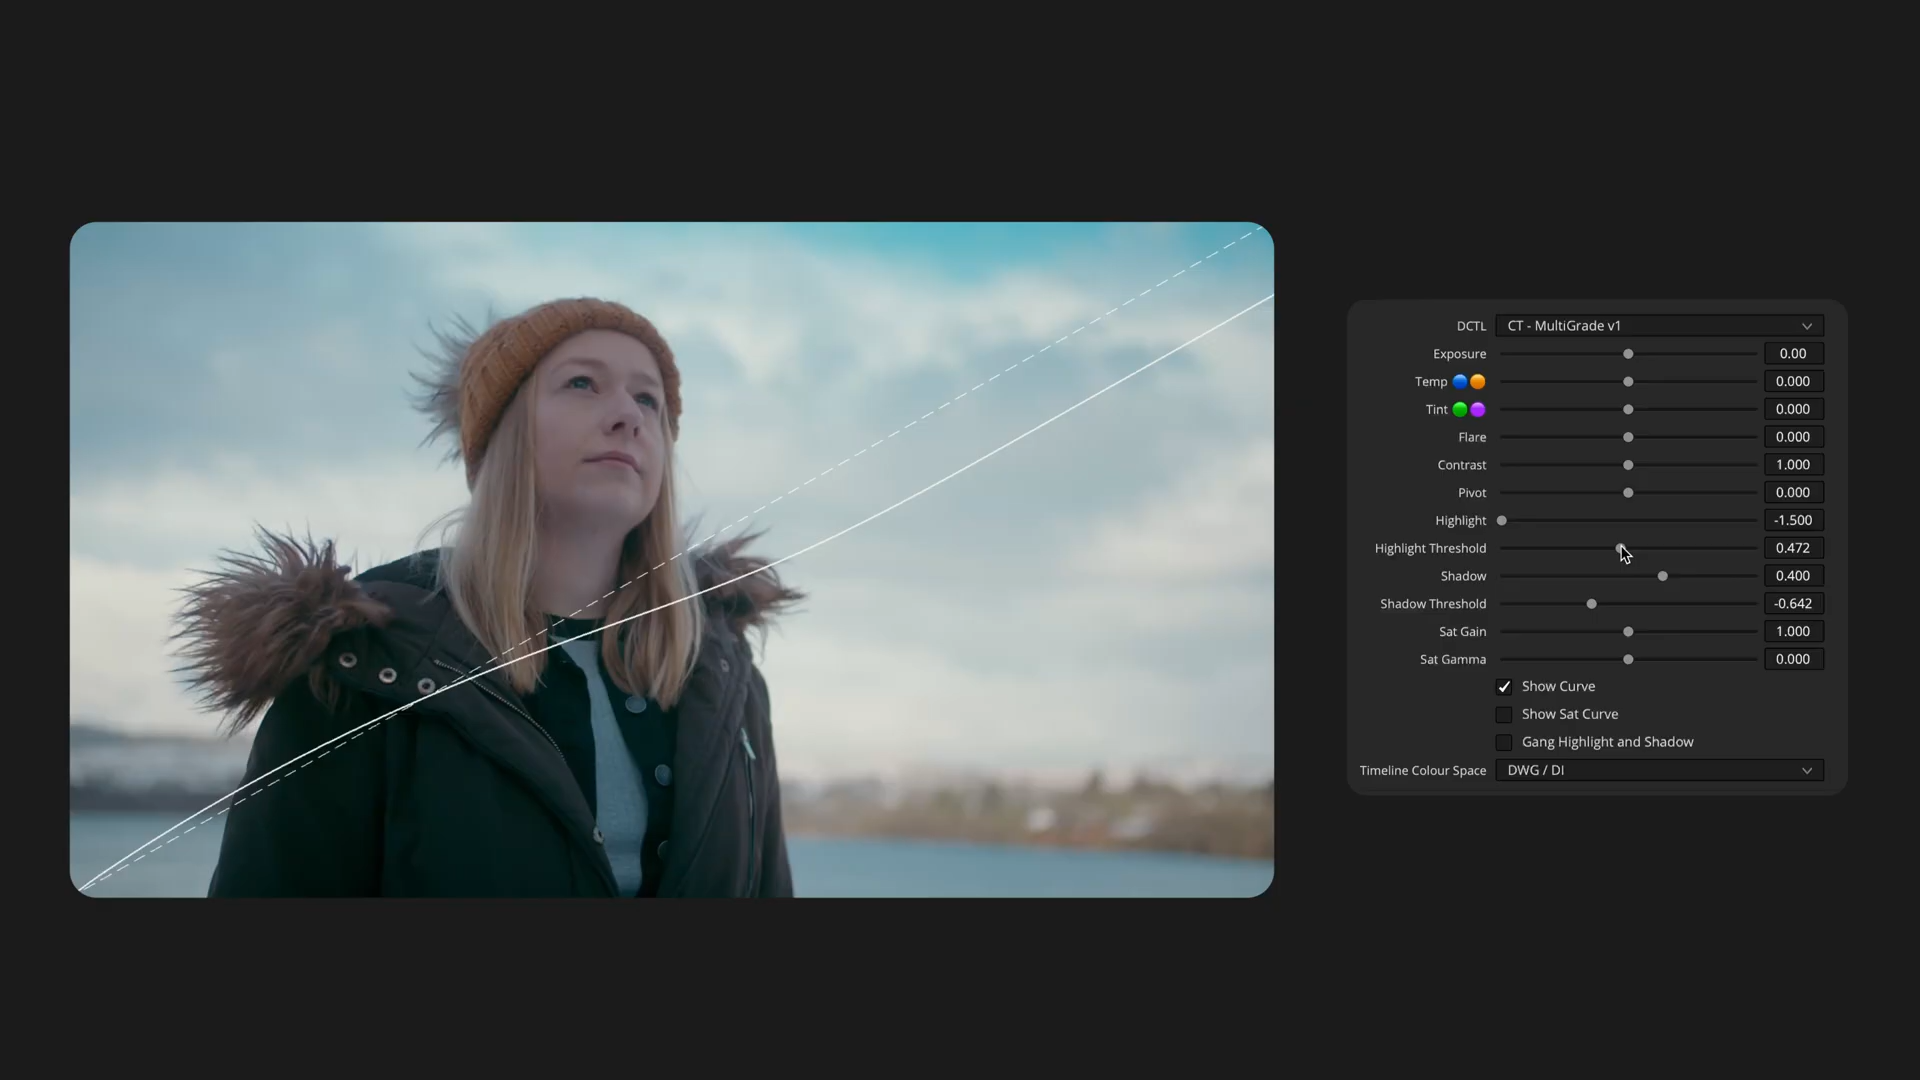 DCTL CT - MultiGrade v1
Exposure 0.00
Temp 0.000
Tint 0.000
Flare 0.000
Contrast 1.000
Pivot 0.000
Highlight -1.500
Highlight Threshold 0.472
Shadow 0.400
Shadow Threshold -0.642
Sat Gain 1.000
Sat Gamma 0.000
Show Curve
Show Sat Curve
Gang Highlight and Shadow
Timeline Colour Space DWG / DI